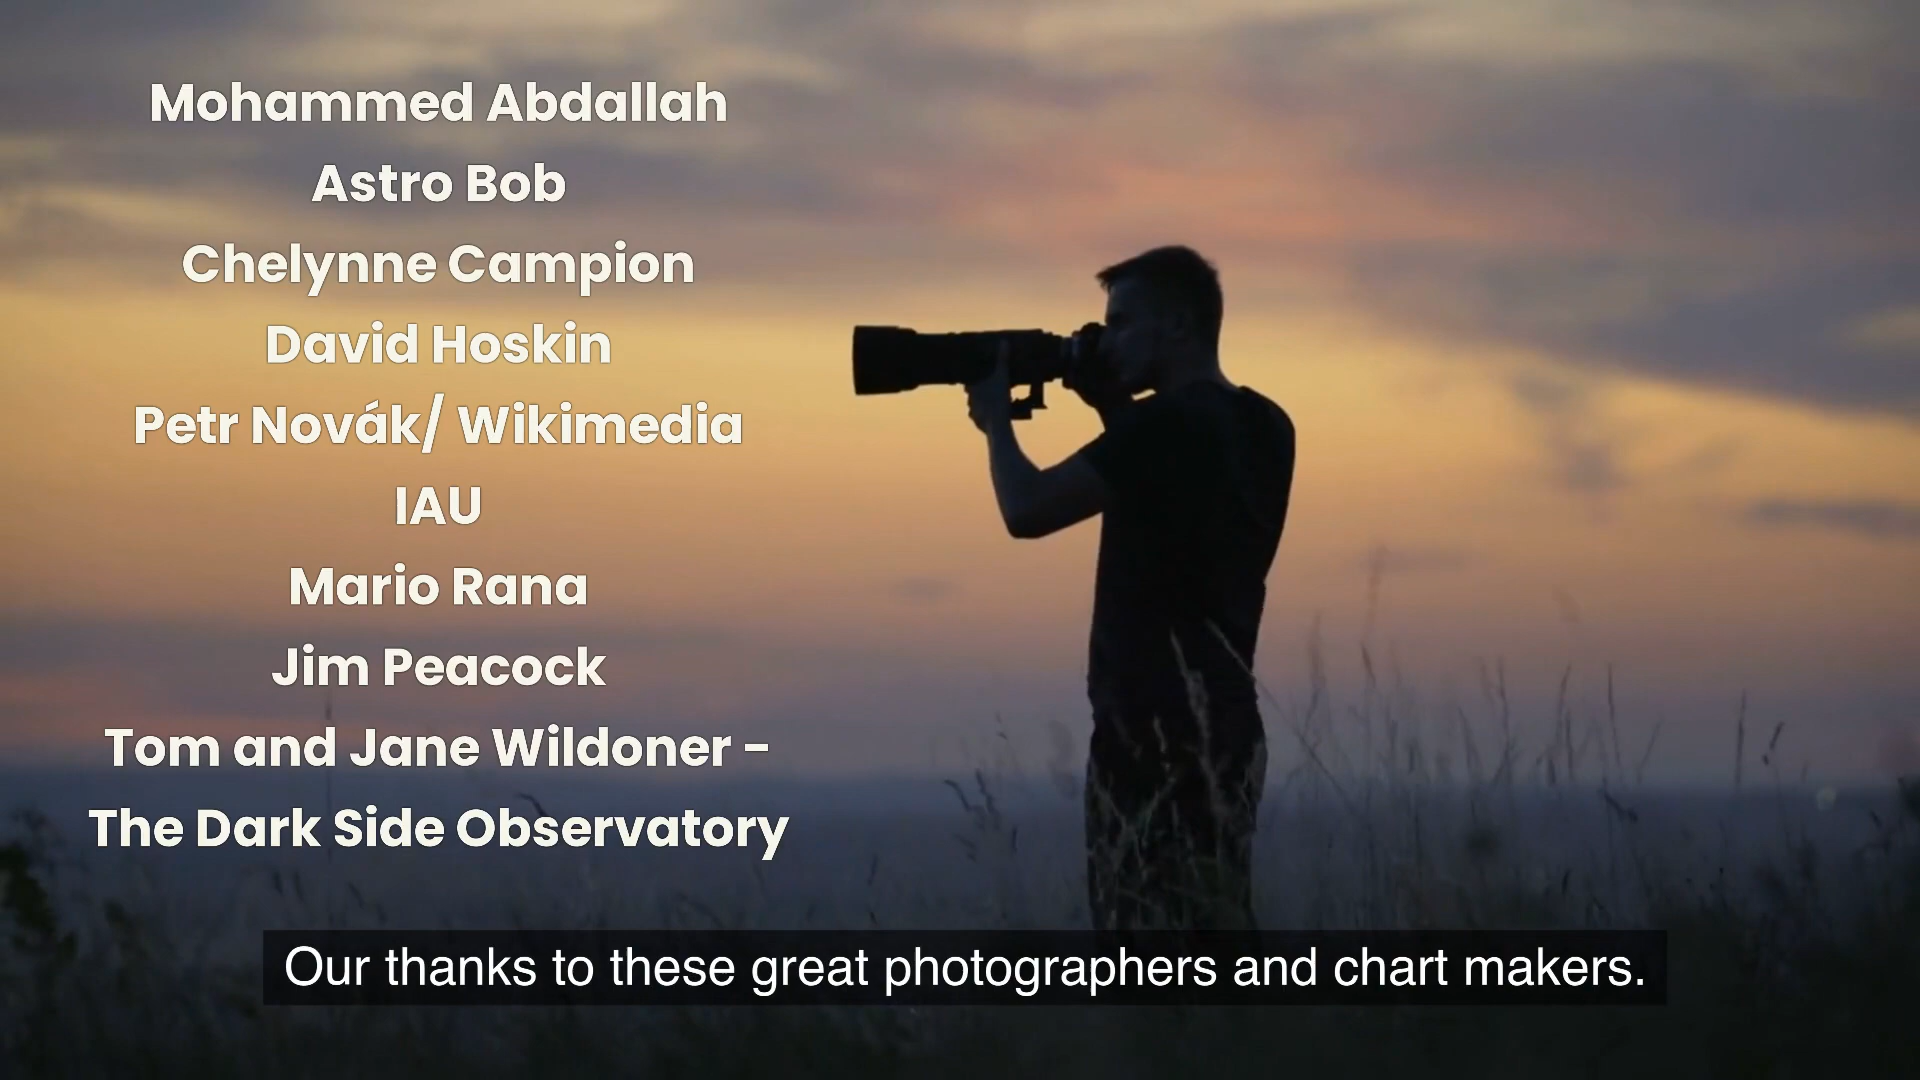 Mohammed Abdallah
Astro Bob
Chelynne Campion
David Hoskin
Petr Novák/ Wikimedia
IAU
Mario Rana
Jim Peacock
Tom and Jane Wildoner -
The Dark Side Observatory
Our thanks to these great photographers and chart makers.